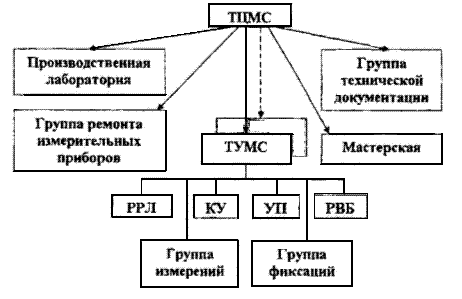 ТЦМС
Производственная
лаборатория
Группа
технической
документации
Группа ремонта
измерительных
приборов
ТУМС
Мастерская
РРЛ
КУ
УП
РВБ
Группа
измерений
Группа
фиксаций